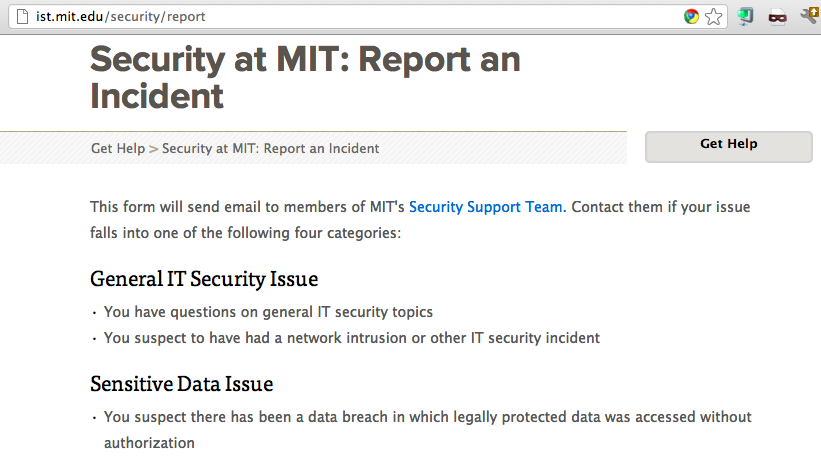 ist.mit.edu/security/report
Security at MIT: Report an
Incident
Get Help > Security at MIT: Report an Incident
Get Help
This form will send email to members of MIT's Security Support Team. Contact them if your issue
falls into one of the following four categories:
General IT Security Issue
• You have questions on general IT security topics
• You suspect to have had a network intrusion or other IT security incident
Sensitive Data Issue
• You suspect there has been a data breach in which legally protected data was accessed without
authorization